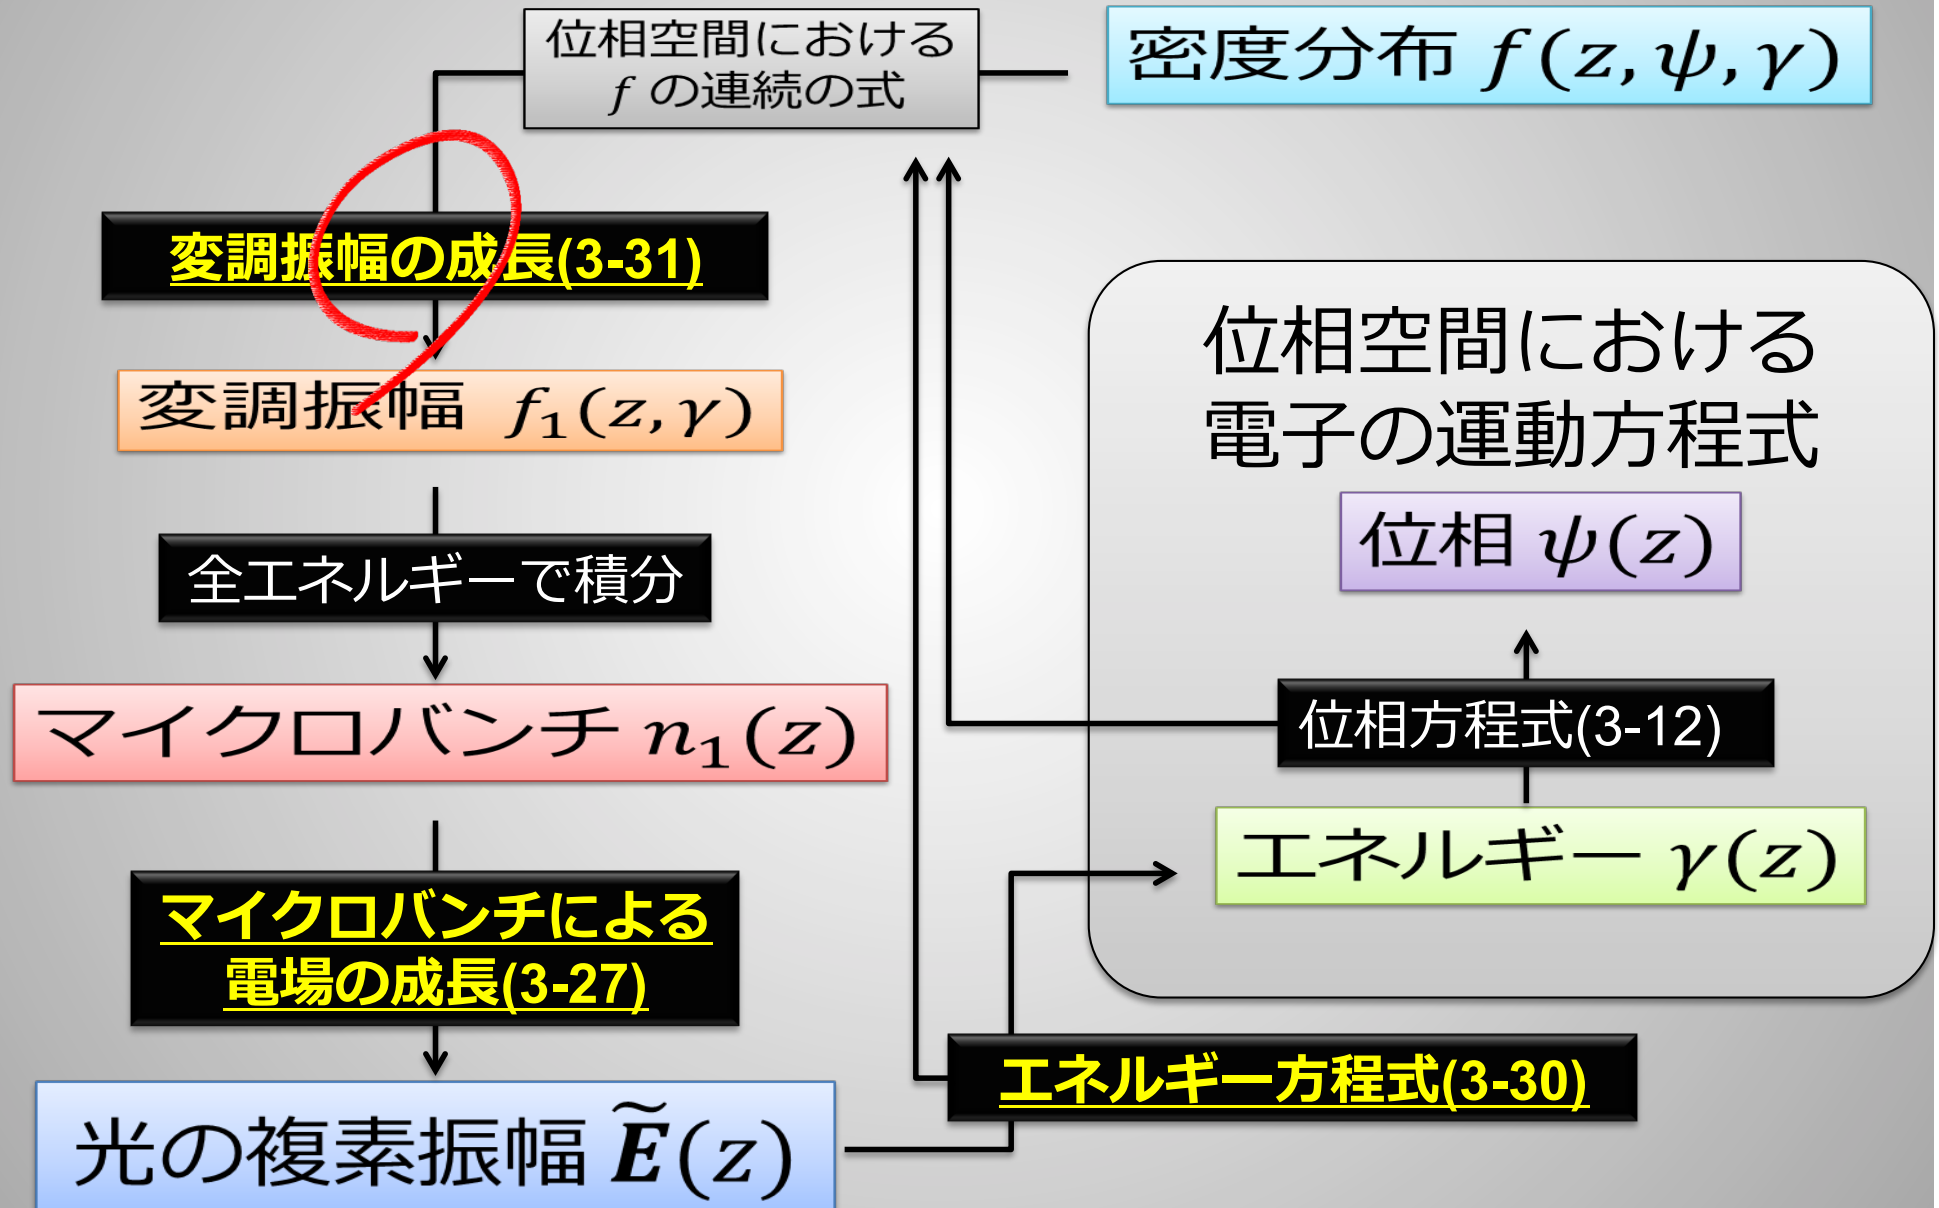 位相空間における
f の連続の式
密度分布 f(z, ψ, γ)
変調振幅の成長(3-31)
変調振幅 f₁(z, γ)
全エネルギーで積分
マイクロバンチ n₁(z)
マイクロバンチによる
電場の成長(3-27)
光の複素振幅 Ẽ(z)
位相空間における
電子の運動方程式
位相 ψ(z)
位相方程式(3-12)
エネルギー γ(z)
エネルギー方程式(3-30)